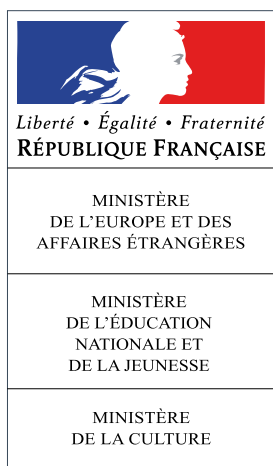 Liberté • Égalité • Fraternité
RÉPUBLIQUE FRANÇAISE
MINISTÈRE
DE L'EUROPE ET DES
AFFAIRES ÉTRANGÈRES
MINISTÈRE
DE L'ÉDUCATION
NATIONALE ET
DE LA JEUNESSE
MINISTÈRE
DE LA CULTURE